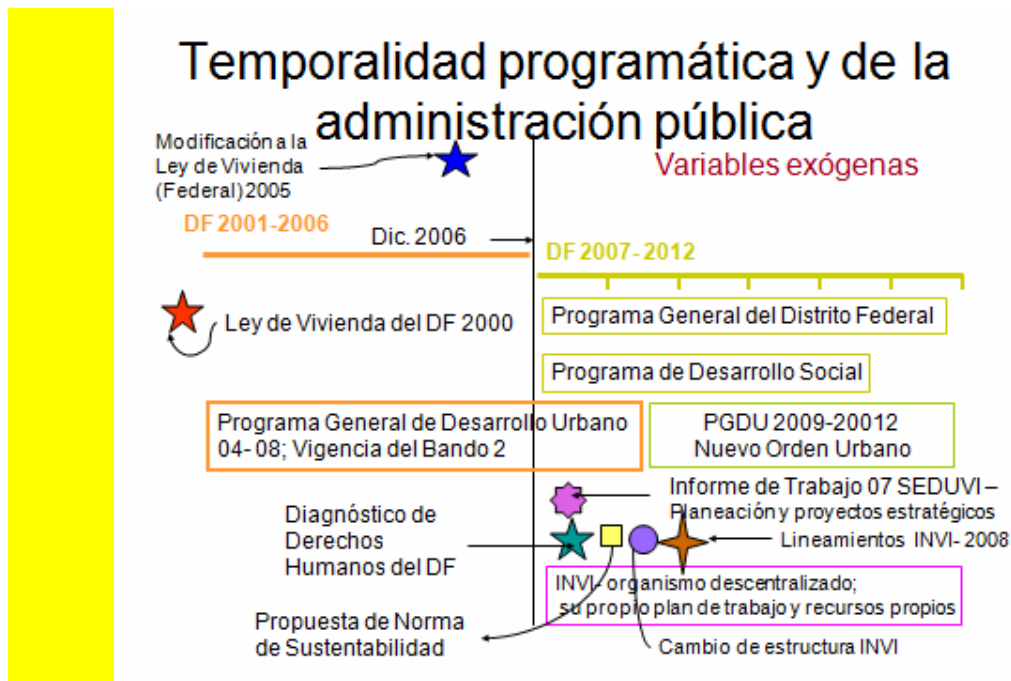 Temporalidad programática y de la
administración pública
Modificación a la
Ley de Vivienda
(Federal) 2005
Variables exógenas
DF 2001-2006
Dic. 2006
DF 2007- 2012
Ley de Vivienda del DF 2000
Programa General del Distrito Federal
Programa de Desarrollo Social
Programa General de Desarrollo Urbano
04- 08; Vigencia del Bando 2
PGDU 2009-20012
Nuevo Orden Urbano
Informe de Trabajo 07 SEDUVI –
Planeación y proyectos estratégicos
Diagnóstico de
Derechos
Humanos del DF
Lineamientos INVI- 2008
INVI- organismo descentralizado;
su propio plan de trabajo y recursos propios
Propuesta de Norma
de Sustentabilidad
Cambio de estructura INVI